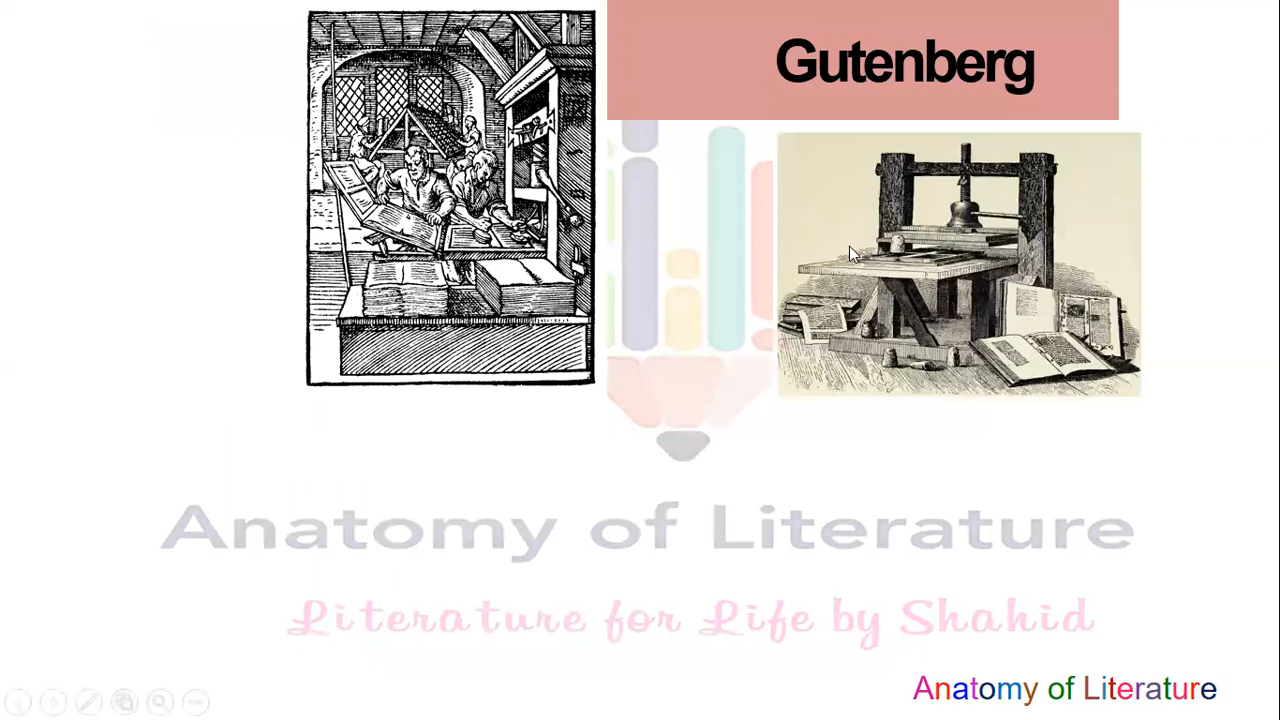 Gutenberg
Anatomy of Literature
Literature for Life by Shahid
Anatomy of Literature